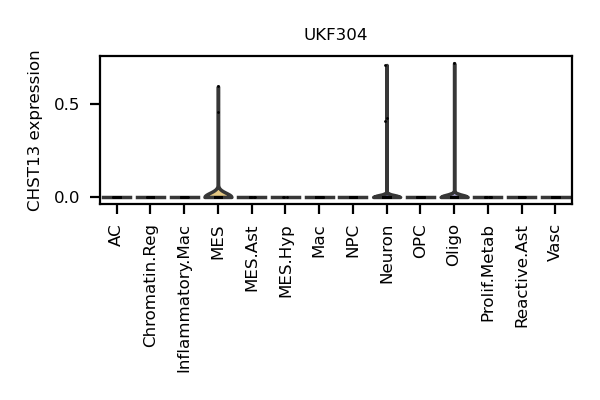 UKF304
CHST13 expression
0.5
0.0
AC
Chromatin.Reg
Inflammatory.Mac
MES
MES.Ast
MES.Hyp
Mac
NPC
Neuron
OPC
Oligo
Prolif.Metab
Reactive.Ast
Vasc